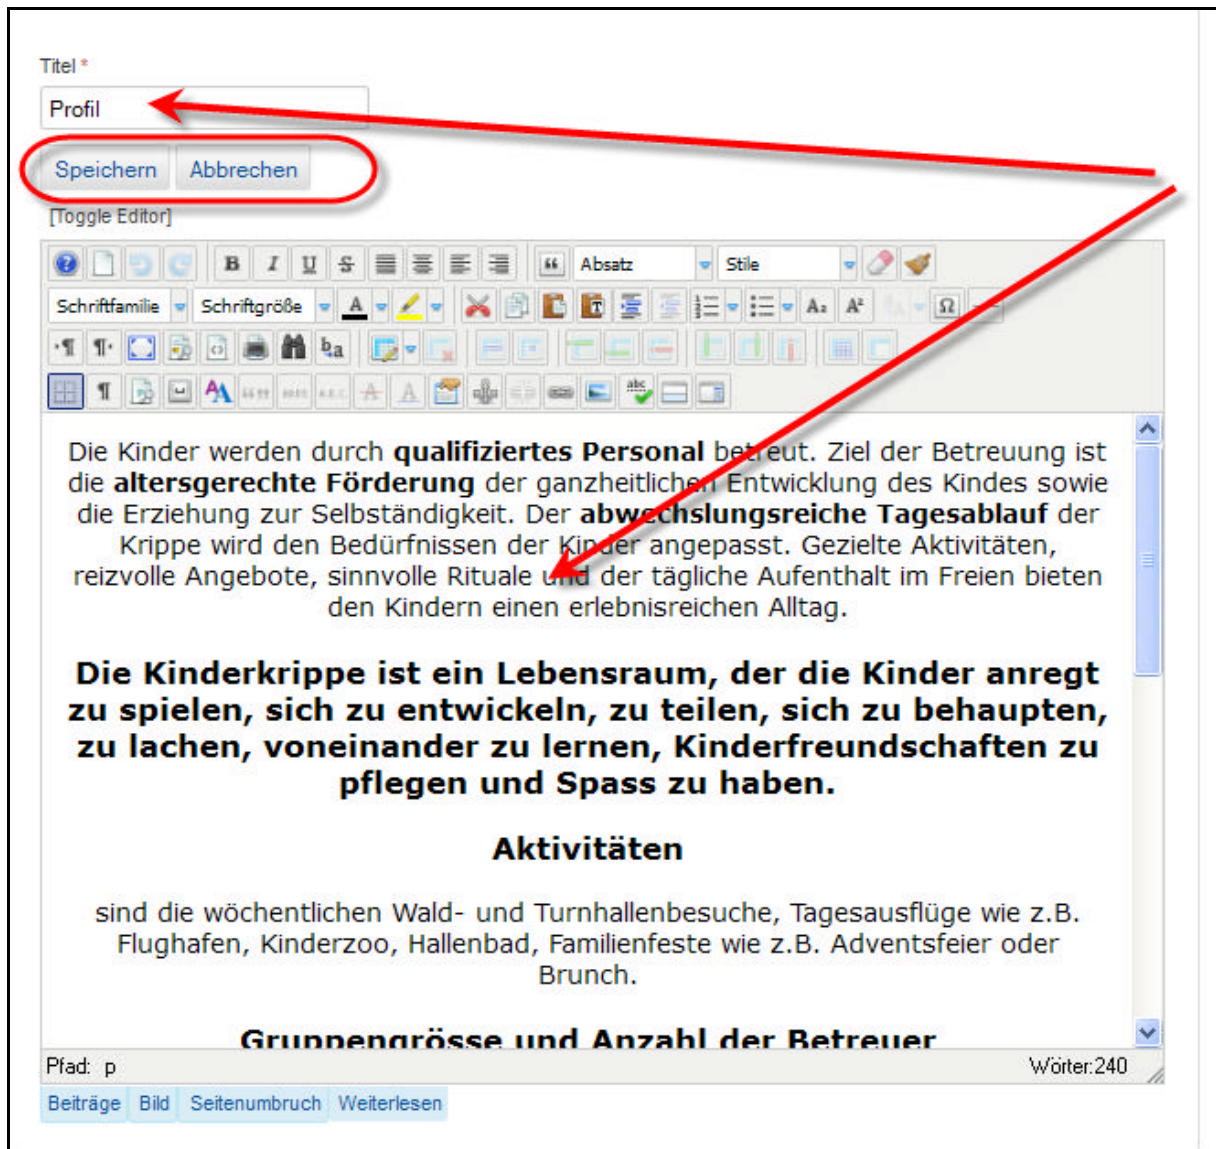 Titel *
Profil
Speichern Abbrechen
[Toggle Editor]
B I U S Absatz Stile
Schriftfamilie Schriftgröße A T A₂ A² Ω
b a
A A A abc
Die Kinder werden durch qualifiziertes Personal betreut. Ziel der Betreuung ist
die altersgerechte Förderung der ganzheitlichen Entwicklung des Kindes sowie
die Erziehung zur Selbständigkeit. Der abwechslungsreiche Tagesablauf der
Krippe wird den Bedürfnissen der Kinder angepasst. Gezielte Aktivitäten,
reizvolle Angebote, sinnvolle Rituale und der tägliche Aufenthalt im Freien bieten
den Kindern einen erlebnisreichen Alltag.
Die Kinderkrippe ist ein Lebensraum, der die Kinder anregt
zu spielen, sich zu entwickeln, zu teilen, sich zu behaupten,
zu lachen, voneinander zu lernen, Kinderfreundschaften zu
pflegen und Spass zu haben.
Aktivitäten
sind die wöchentlichen Wald- und Turnhallenbesuche, Tagesausflüge wie z.B.
Flughafen, Kinderzoo, Hallenbad, Familienfeste wie z.B. Adventsfeier oder
Brunch.
Gruppengrösse und Anzahl der Betreuer
Pfad: p Wörter:240
Beiträge Bild Seitenumbruch Weiterlesen